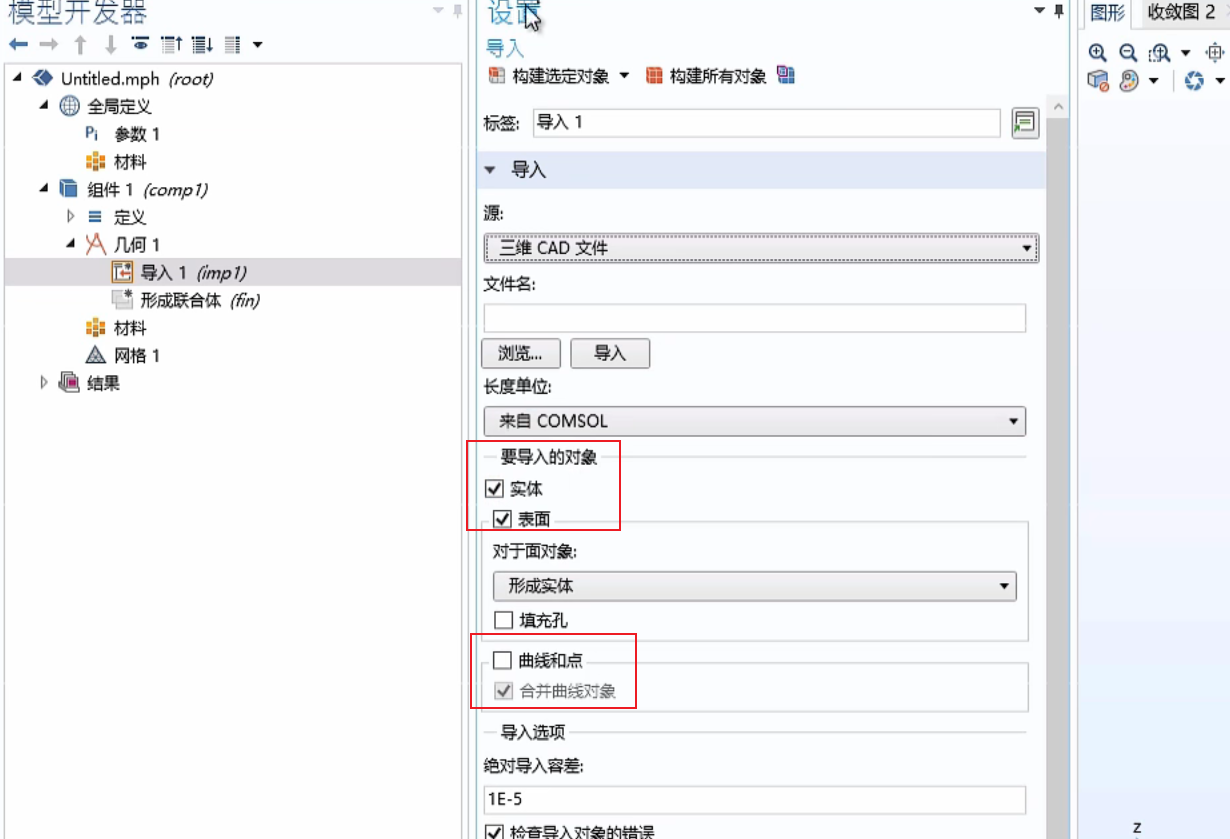 模型开发器
Untitled.mph (root)
全局定义
Pi 参数 1
材料
组件 1 (comp1)
定义
几何 1
导入 1 (imp1)
形成联合体 (fin)
材料
网格 1
结果
设置
导入
构建选定对象 构建所有对象
标签: 导入 1
导入
源:
三维 CAD 文件
文件名:
浏览... 导入
长度单位:
来自 COMSOL
要导入的对象
实体
表面
对于面对象:
形成实体
填充孔
曲线和点
合并曲线对象
导入选项
绝对导入容差:
1E-5
检查导入对象的错误
图形 收敛图 2
z